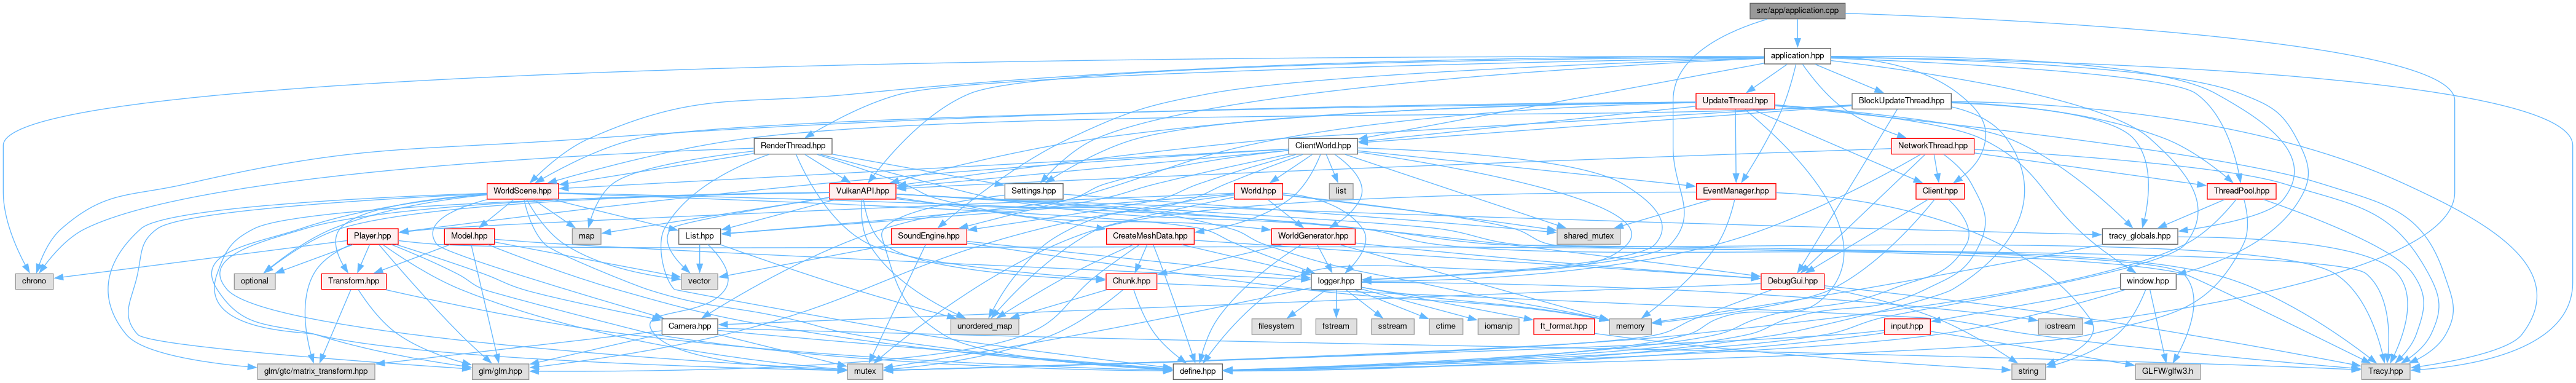 src/app/application.cpp
application.hpp
UpdateThread.hpp
BlockUpdateThread.hpp
RenderThread.hpp
ClientWorld.hpp
NetworkThread.hpp
WorldScene.hpp
VulkanAPI.hpp
Settings.hpp
World.hpp
list
EventManager.hpp
Client.hpp
ThreadPool.hpp
Player.hpp
Model.hpp
map
List.hpp
SoundEngine.hpp
CreateMeshData.hpp
WorldGenerator.hpp
shared_mutex
tracy_globals.hpp
chrono
optional
Transform.hpp
vector
Chunk.hpp
logger.hpp
DebugGui.hpp
window.hpp
Camera.hpp
unordered_map
filesystem
fstream
sstream
ctime
iomanip
ft_format.hpp
memory
input.hpp
iostream
glm/gtc/matrix_transform.hpp
glm/glm.hpp
mutex
define.hpp
string
GLFW/glfw3.h
Tracy.hpp